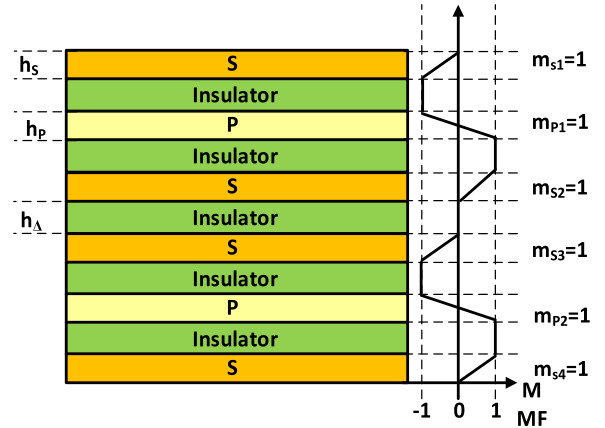 h_S
S
m_s1=1
Insulator
h_P
P
m_P1=1
Insulator
S
m_S2=1
h_Δ
Insulator
S
m_S3=1
Insulator
P
m_P2=1
Insulator
S
m_s4=1
M
-1 0 1
MF